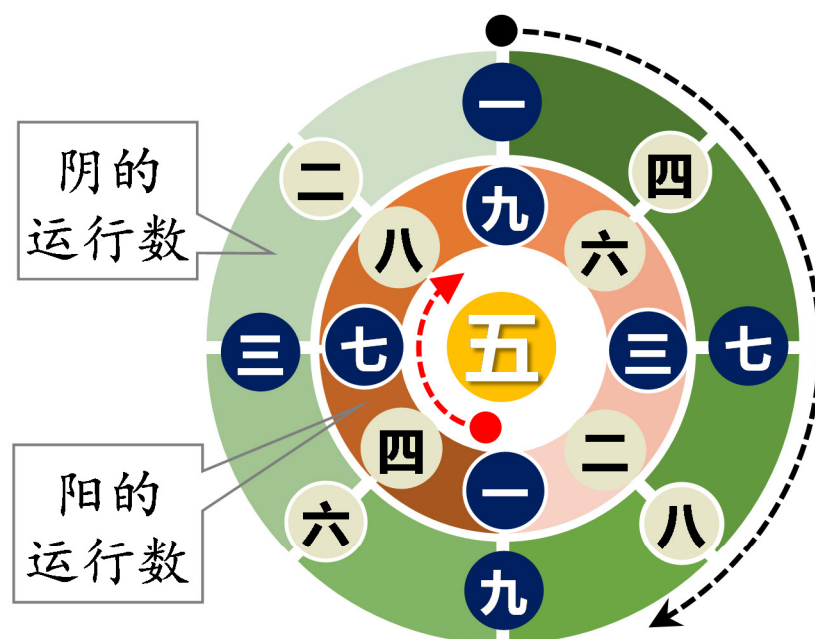 一
二
四
阴的
运行数
九
八
六
三
七
五
三
七
阳的
运行数
四
二
六
一
八
九